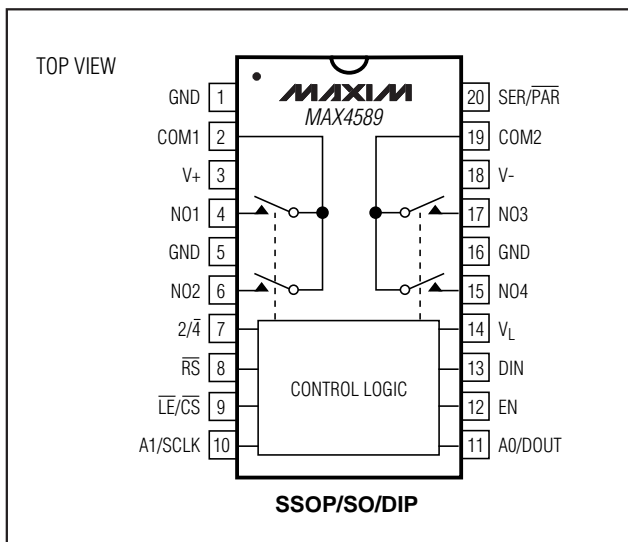 TOP VIEW
MAXIM
MAX4589
GND 1
COM1 2
V+ 3
NO1 4
GND 5
NO2 6
2/4̅ 7
R̅S̅ 8
L̅E̅/C̅S̅ 9
A1/SCLK 10
20 SER/P̅A̅R̅
19 COM2
18 V-
17 NO3
16 GND
15 NO4
14 VL
13 DIN
12 EN
11 A0/DOUT
CONTROL LOGIC
SSOP/SO/DIP